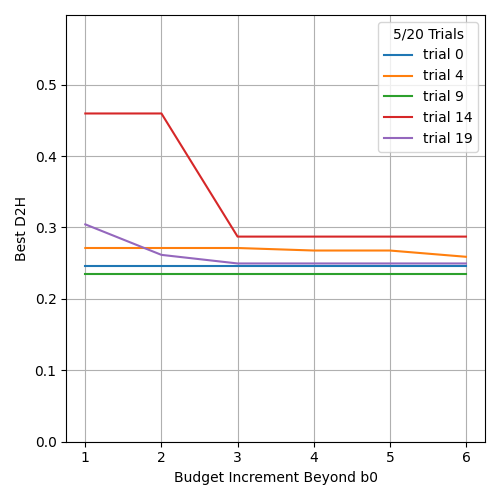 5/20 Trials
trial 0
trial 4
trial 9
trial 14
trial 19
Best D2H
0.5
0.4
0.3
0.2
0.1
0.0
1 2 3 4 5 6
Budget Increment Beyond b0